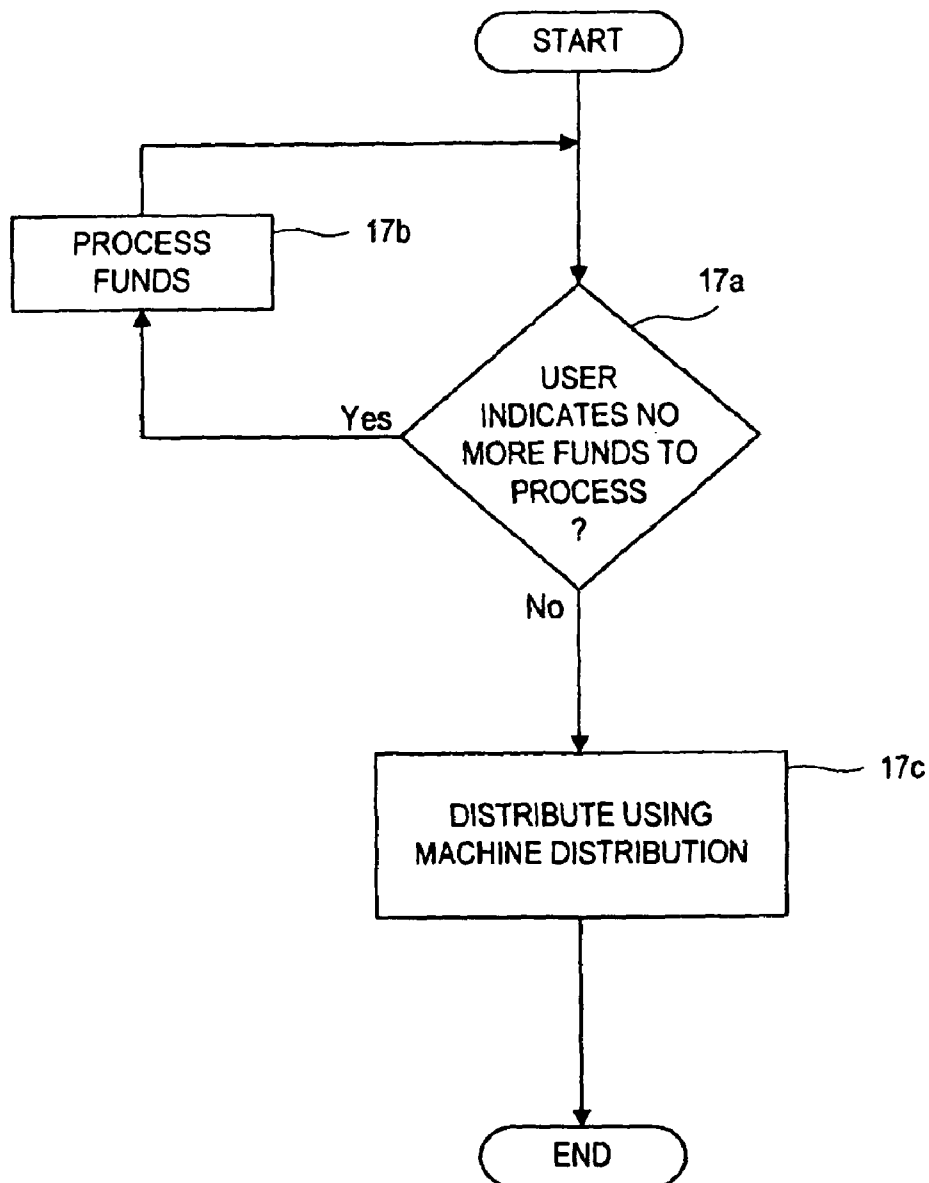 START
PROCESS
FUNDS
17b
17a
USER
INDICATES NO
MORE FUNDS TO
PROCESS
?
Yes
No
17c
DISTRIBUTE USING
MACHINE DISTRIBUTION
END